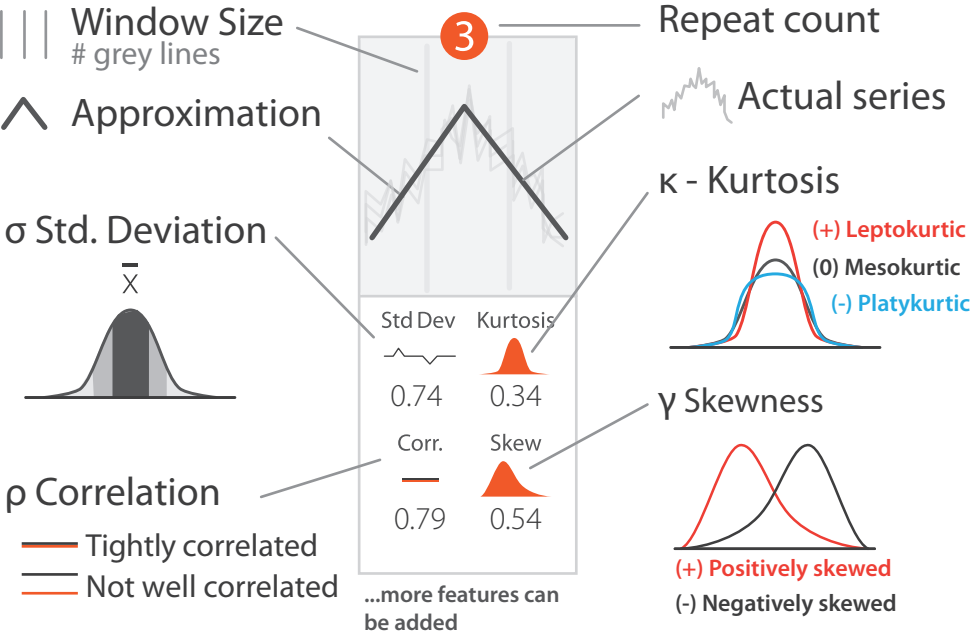 Window Size
# grey lines
Approximation
3
Repeat count
Actual series
σ Std. Deviation
X
κ - Kurtosis
(+) Leptokurtic
(0) Mesokurtic
(-) Platykurtic
Std Dev
Kurtosis
0.74
0.34
Corr.
Skew
0.79
0.54
γ Skewness
(+) Positively skewed
(-) Negatively skewed
ρ Correlation
Tightly correlated
Not well correlated
...more features can
be added